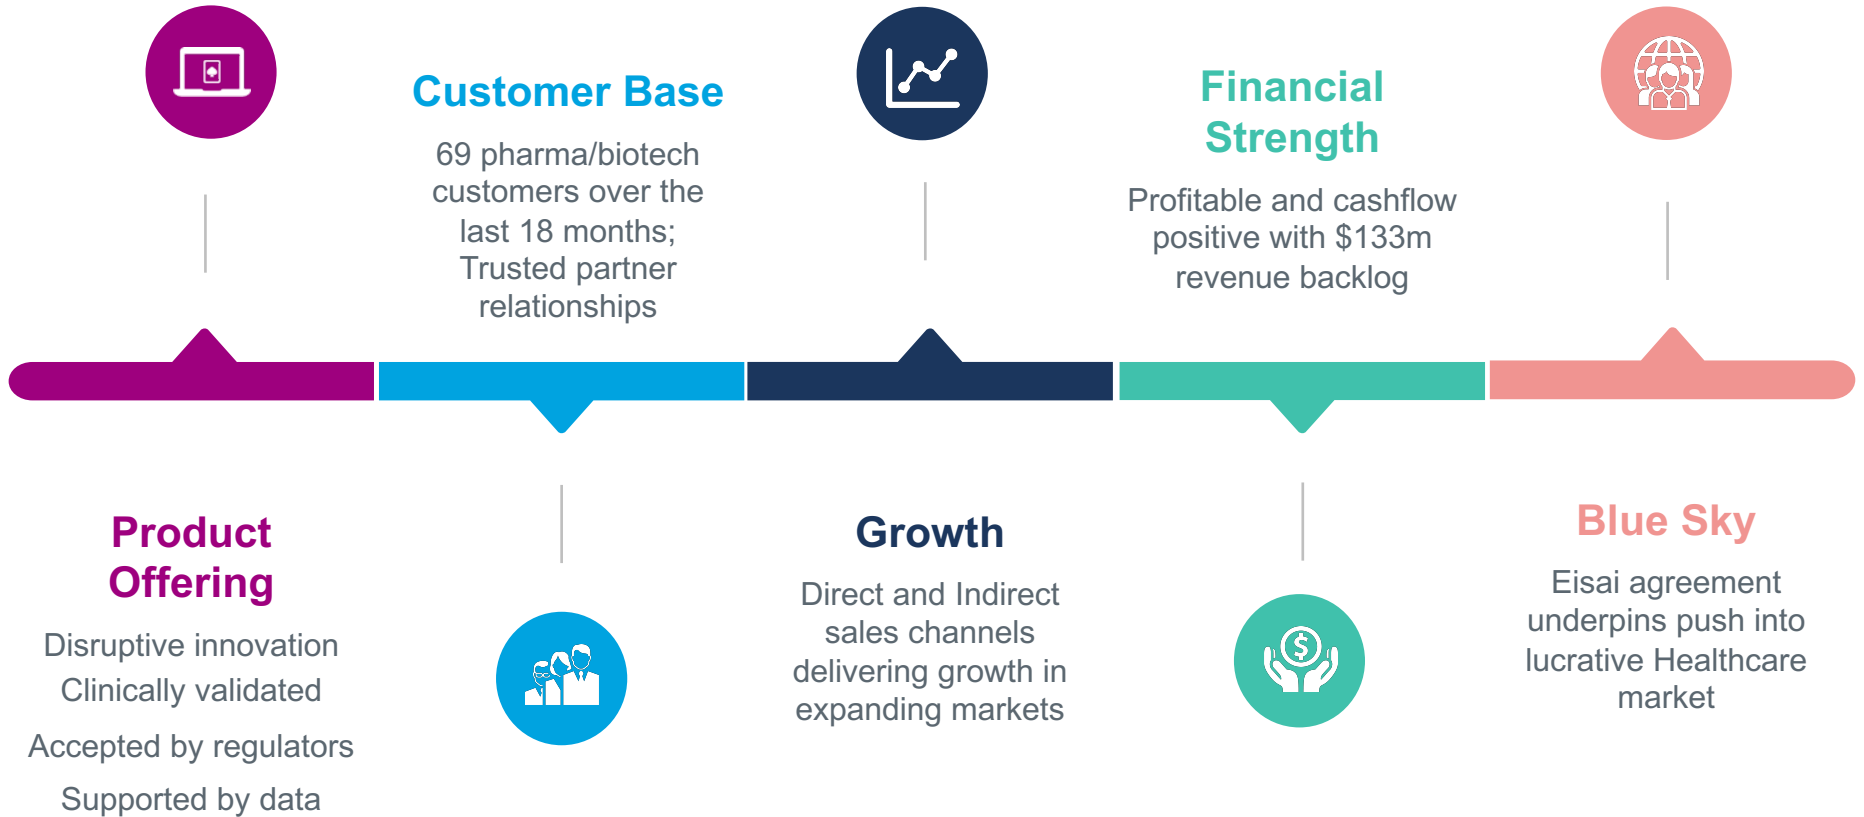 Product
Offering
Disruptive innovation
Clinically validated
Accepted by regulators
Supported by data
Customer Base
69 pharma/biotech
customers over the
last 18 months;
Trusted partner
relationships
Growth
Direct and Indirect
sales channels
delivering growth in
expanding markets
Financial
Strength
Profitable and cashflow
positive with $133m
revenue backlog
$
Blue Sky
Eisai agreement
underpins push into
lucrative Healthcare
market